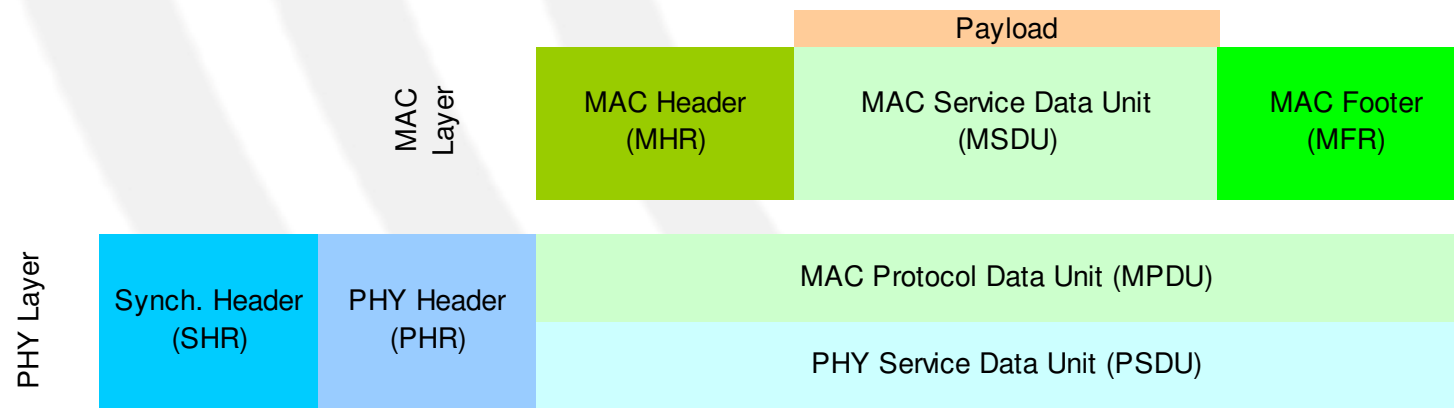 Payload
MAC
Layer
MAC Header
(MHR)
MAC Service Data Unit
(MSDU)
MAC Footer
(MFR)
PHY Layer
Synch. Header
(SHR)
PHY Header
(PHR)
MAC Protocol Data Unit (MPDU)
PHY Service Data Unit (PSDU)